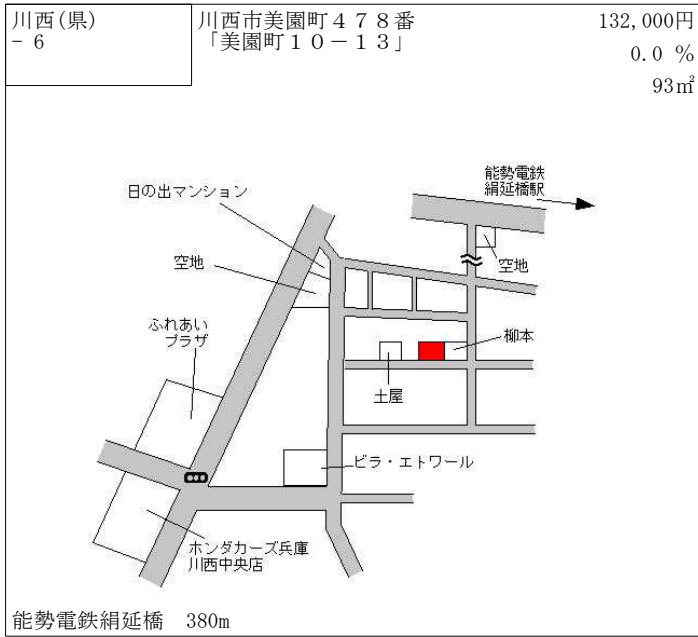 川西(県)
- 6
川西市美園町４７８番
「美園町１０－１３」
132,000円
0.0 %
93㎡
能勢電鉄
絹延橋駅
日の出マンション
空地
空地
ふれあい
プラザ
柳本
土屋
ビラ・エトワール
ホンダカーズ兵庫
川西中央店
能勢電鉄絹延橋 380m